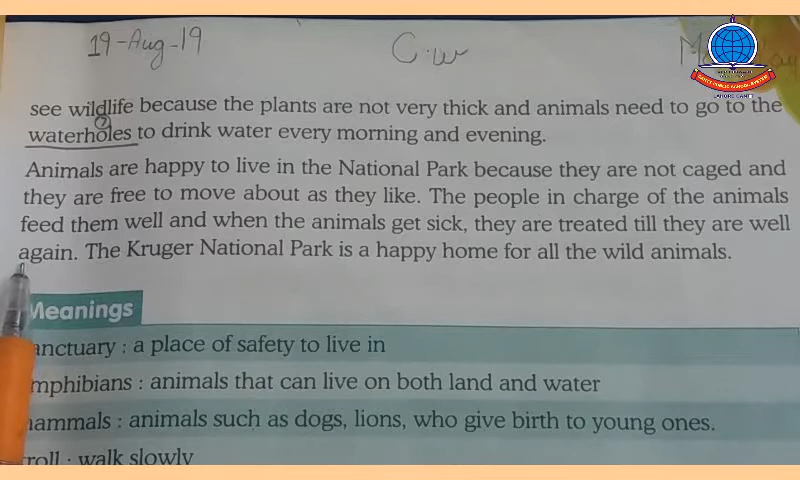 19-Aug-19
C.w
see wildlife because the plants are not very thick and animals need to go to the
waterholes to drink water every morning and evening.
Animals are happy to live in the National Park because they are not caged and
they are free to move about as they like. The people in charge of the animals
feed them well and when the animals get sick, they are treated till they are well
again. The Kruger National Park is a happy home for all the wild animals.
Meanings
anctuary : a place of safety to live in
mphibians : animals that can live on both land and water
nammals : animals such as dogs, lions, who give birth to young ones.
roll : walk slowly
LAHORE CANTT